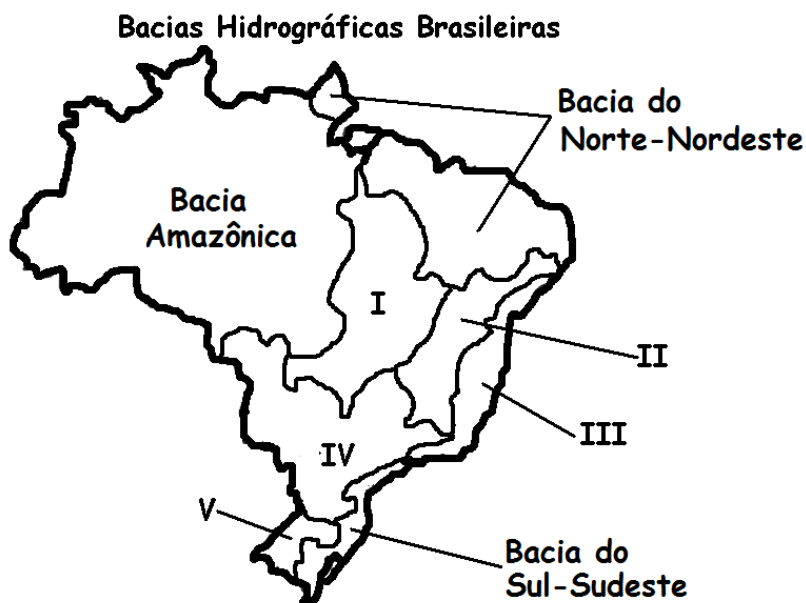 Bacias Hidrográficas Brasileiras
Bacia do
Norte-Nordeste
Bacia
Amazônica
I
II
III
IV
V
Bacia do
Sul-Sudeste